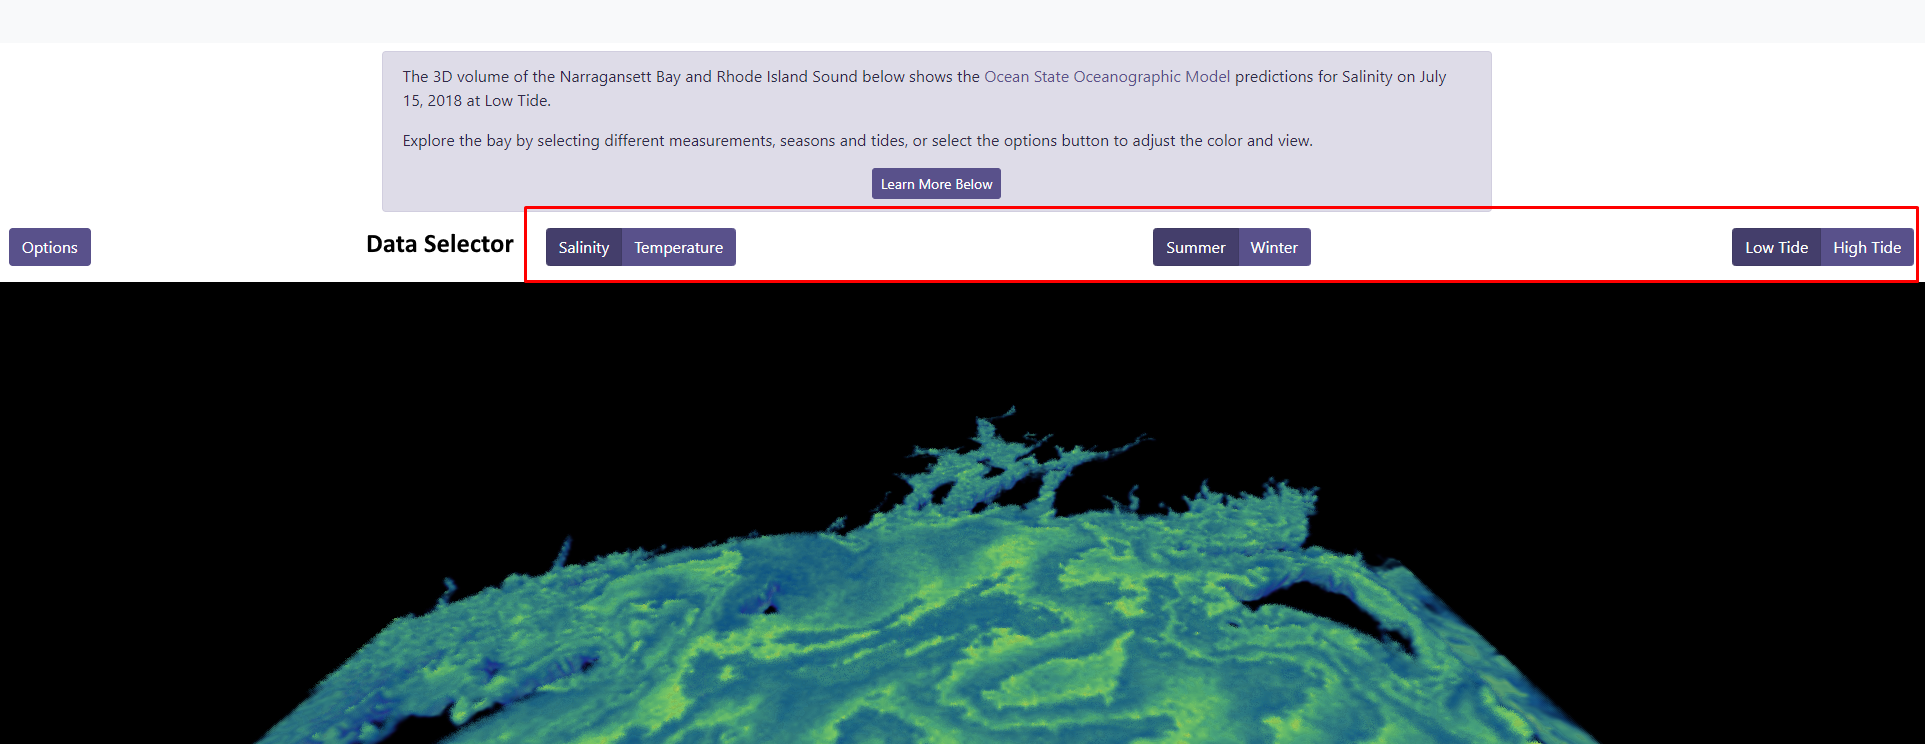 The 3D volume of the Narragansett Bay and Rhode Island Sound below shows the Ocean State Oceanographic Model predictions for Salinity on July
15, 2018 at Low Tide.
Explore the bay by selecting different measurements, seasons and tides, or select the options button to adjust the color and view.
Learn More Below
Options
Data Selector
Salinity Temperature
Summer Winter
Low Tide High Tide